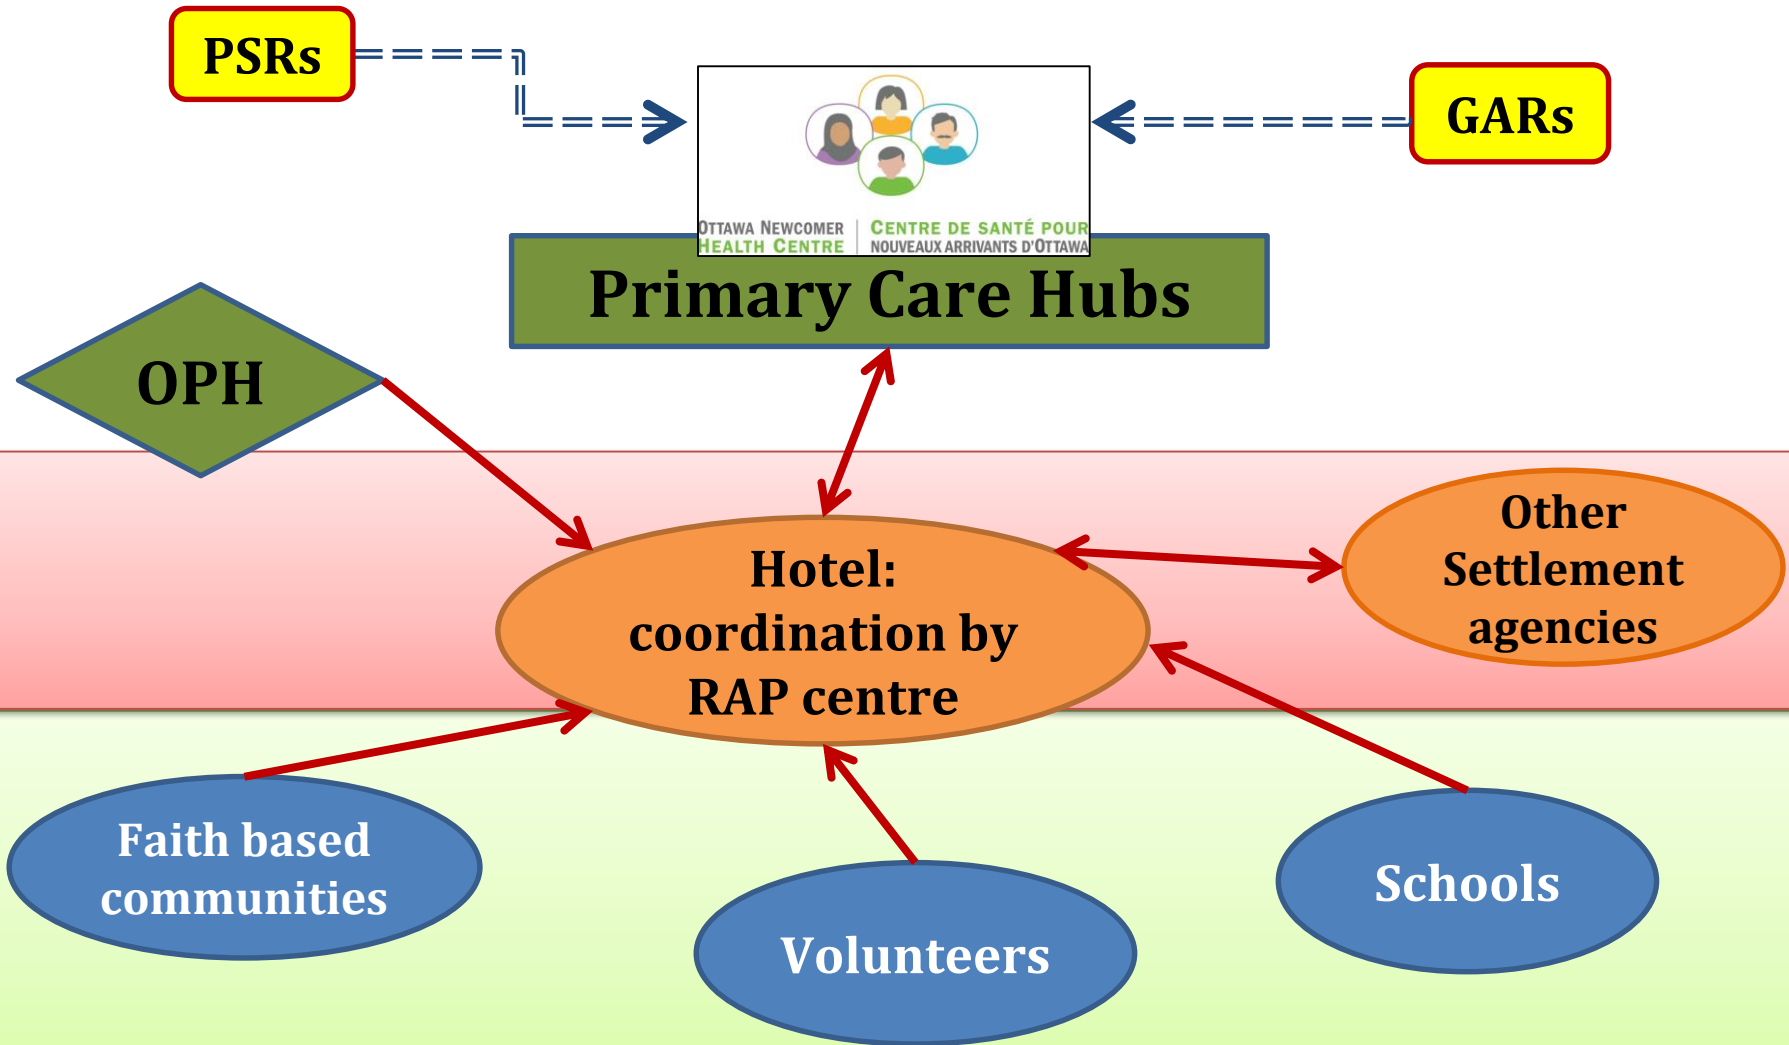 PSRs
GARs
OTTAWA NEWCOMER
HEALTH CENTRE
CENTRE DE SANTÉ POUR
NOUVEAUX ARRIVANTS D'OTTAWA
Primary Care Hubs
OPH
Other
Settlement
agencies
Hotel:
coordination by
RAP centre
Faith based
communities
Volunteers
Schools